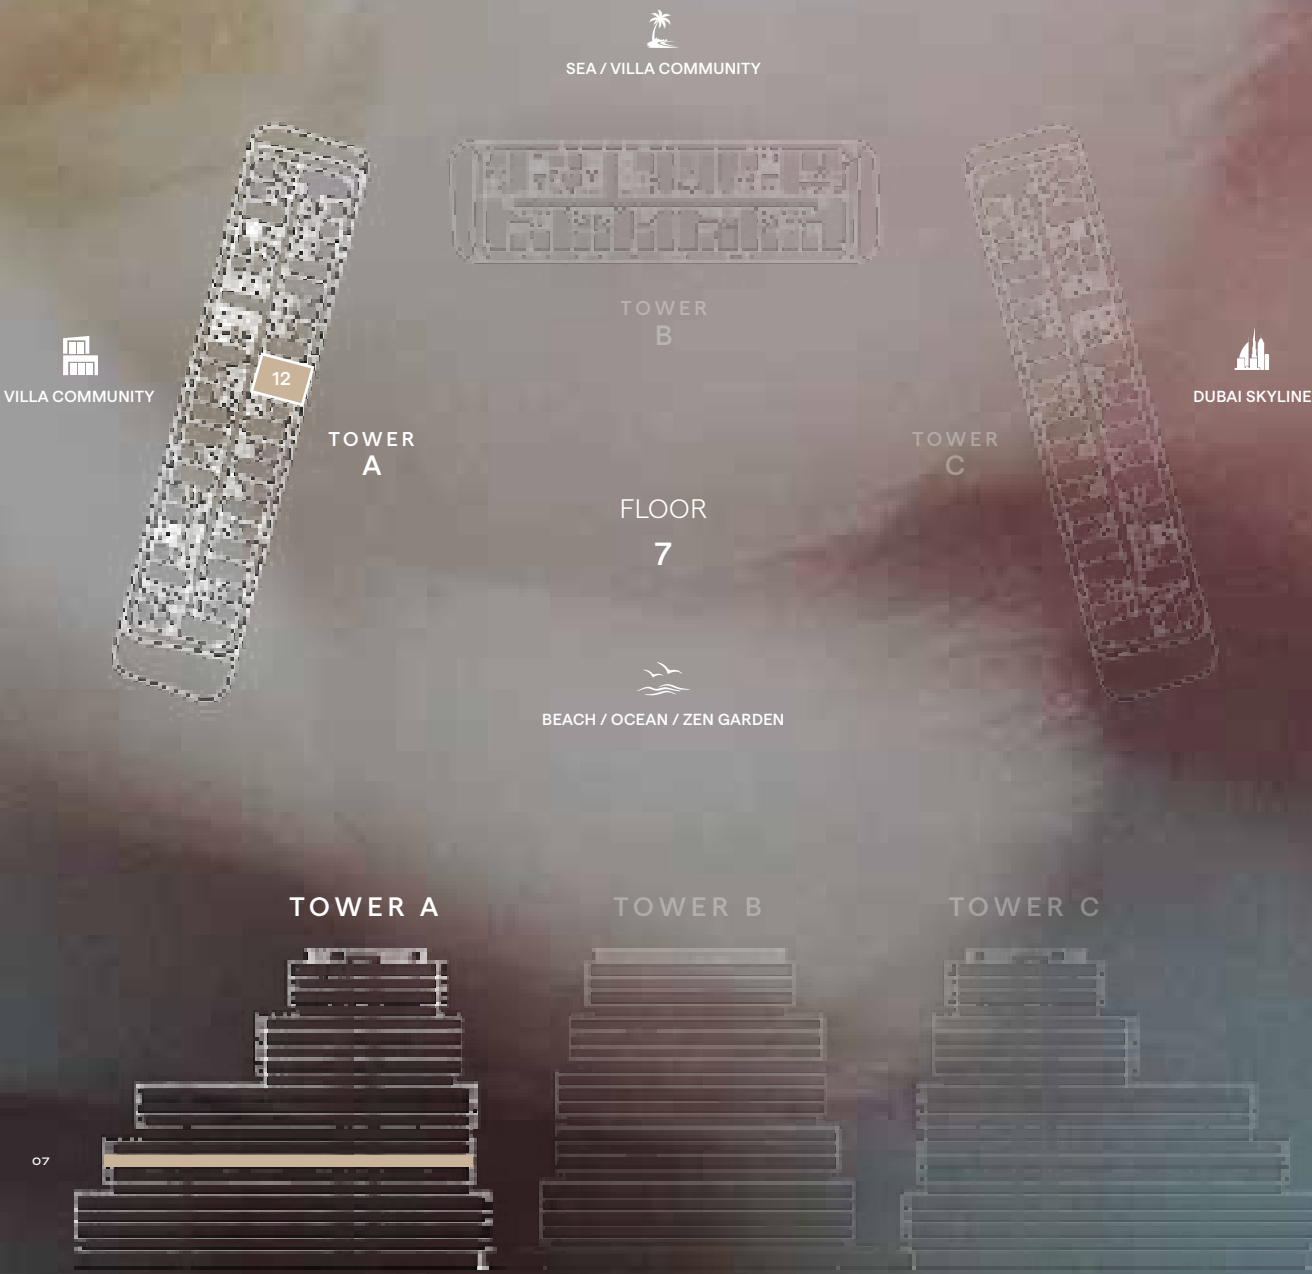 SEA / VILLA COMMUNITY
TOWER
B
VILLA COMMUNITY
DUBAI SKYLINE
12
TOWER
A
TOWER
C
FLOOR
7
BEACH / OCEAN / ZEN GARDEN
TOWER A
TOWER B
TOWER C
07